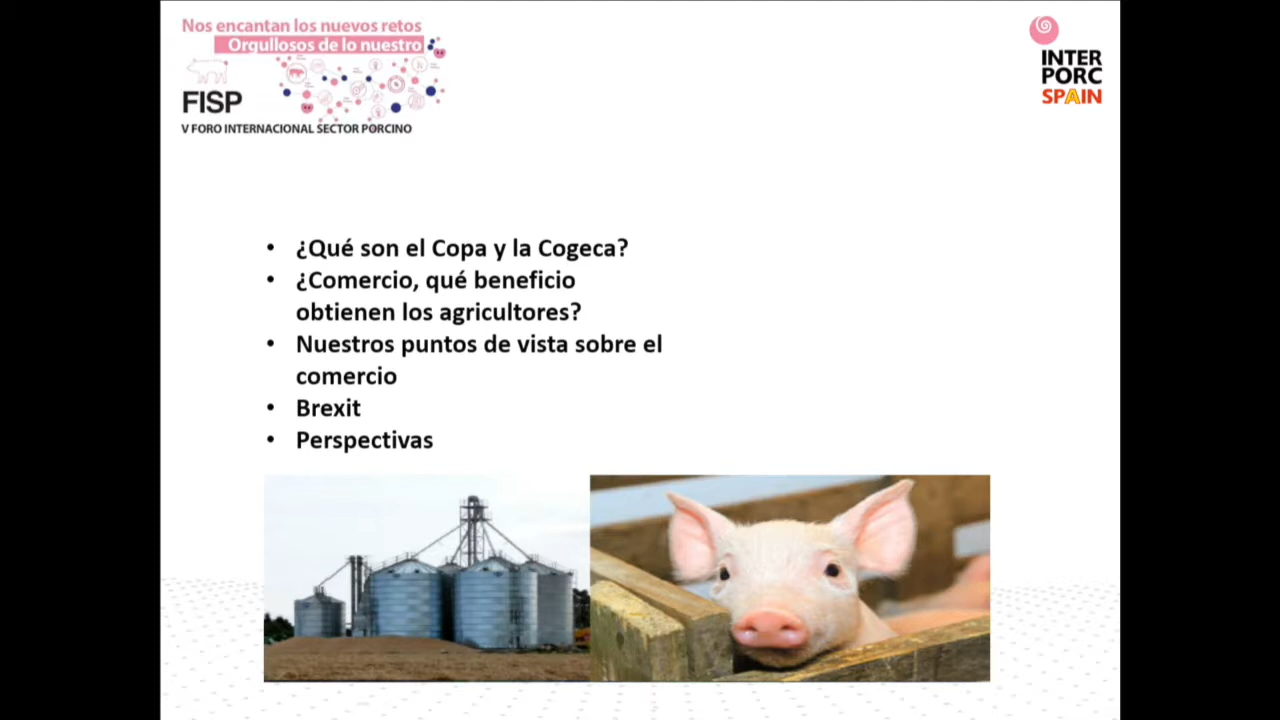 Nos encantan los nuevos retos
Orgullosos de lo nuestro
FISP
V FORO INTERNACIONAL SECTOR PORCINO
INTER
PORC
SPAIN
• ¿Qué son el Copa y la Cogeca?
• ¿Comercio, qué beneficio
obtienen los agricultores?
• Nuestros puntos de vista sobre el
comercio
• Brexit
• Perspectivas